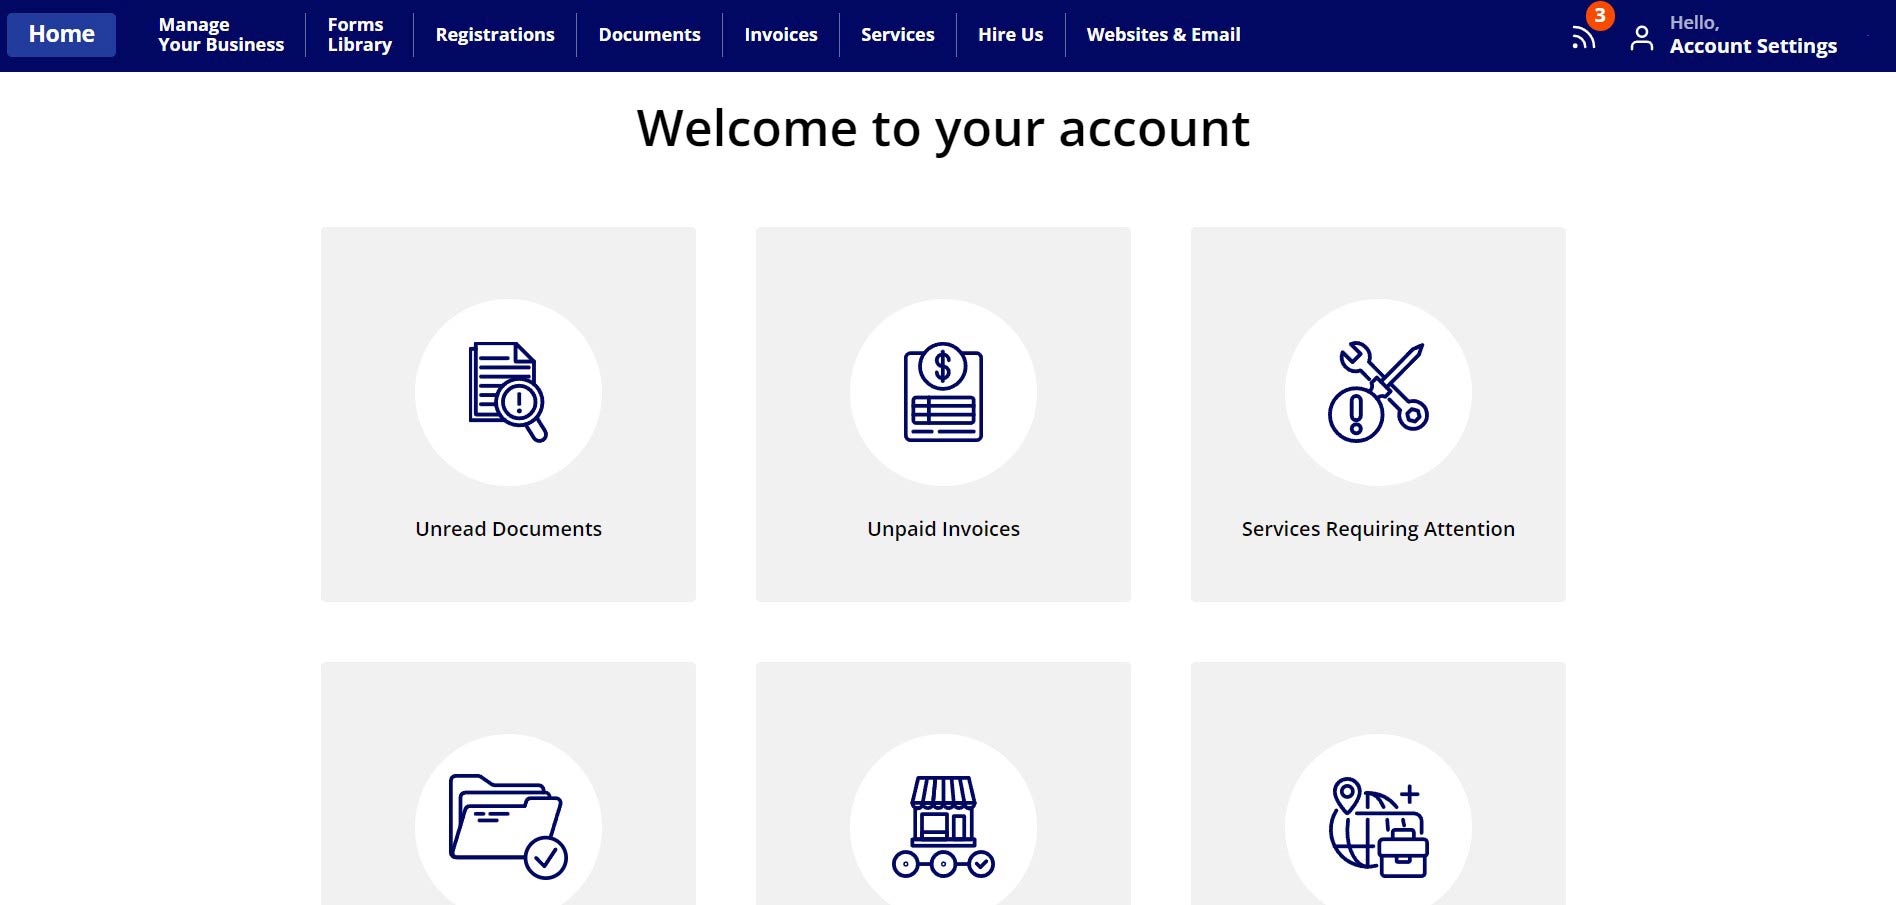 Home
Manage
Your Business
Forms
Library
Registrations
Documents
Invoices
Services
Hire Us
Websites & Email
3
Hello,
Account Settings
Welcome to your account
Unread Documents
Unpaid Invoices
Services Requiring Attention